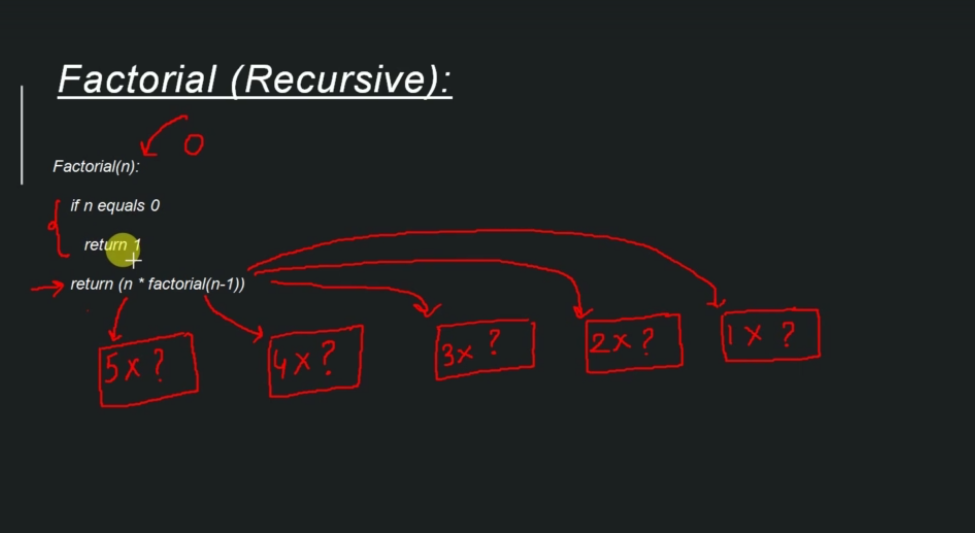 Factorial (Recursive):
0
Factorial(n):
if n equals 0
return 1
return (n * factorial(n-1))
5x ?
4x ?
3x ?
2x ?
1x ?